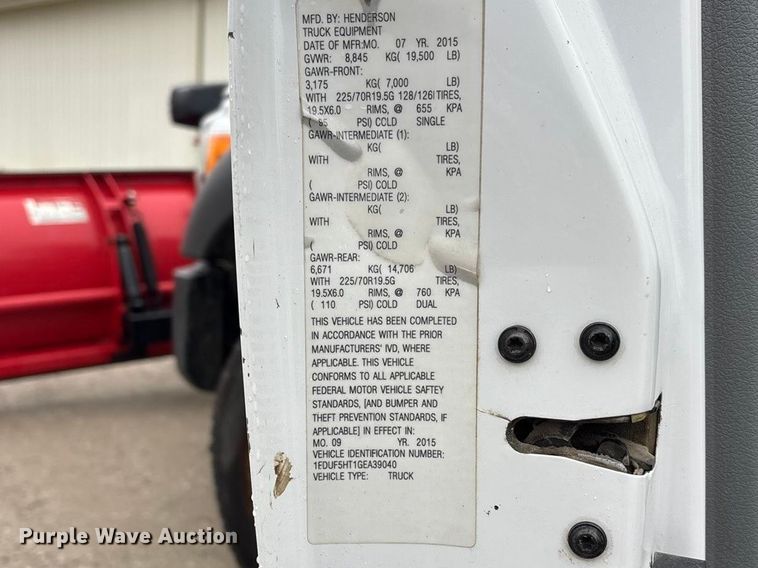 MFD. BY: HENDERSON
TRUCK EQUIPMENT
DATE OF MFR:MO. 07 YR. 2015
GVWR: 8,845 KG( 19,500 LB)
GAWR-FRONT:
3,175 KG( 7,000 LB)
WITH 225/70R19.5G 128/126 TIRES,
19.5X6.0 RIMS, @ 655 KPA
( 95 PSI) COLD SINGLE
GAWR-INTERMEDIATE (1):
KG( LB)
WITH TIRES,
RIMS, @ KPA
( PSI) COLD
GAWR-INTERMEDIATE (2):
KG( LB)
WITH TIRES,
RIMS, @ KPA
( PSI) COLD
GAWR-REAR:
6,671 KG( 14,706 LB)
WITH 225/70R19.5G TIRES,
19.5X6.0 RIMS, @ 760 KPA
( 110 PSI) COLD DUAL
THIS VEHICLE HAS BEEN COMPLETED
IN ACCORDANCE WITH THE PRIOR
MANUFACTURERS' IVD, WHERE
APPLICABLE. THIS VEHICLE
CONFORMS TO ALL APPLICABLE
FEDERAL MOTOR VEHICLE SAFTEY
STANDARDS, [AND BUMPER AND
THEFT PREVENTION STANDARDS, IF
APPLICABLE] IN EFFECT IN:
MO. 09 YR. 2015
VEHICLE IDENTIFICATION NUMBER:
1FDUF5HT1GEA39040
VEHICLE TYPE: TRUCK
Purple Wave Auction